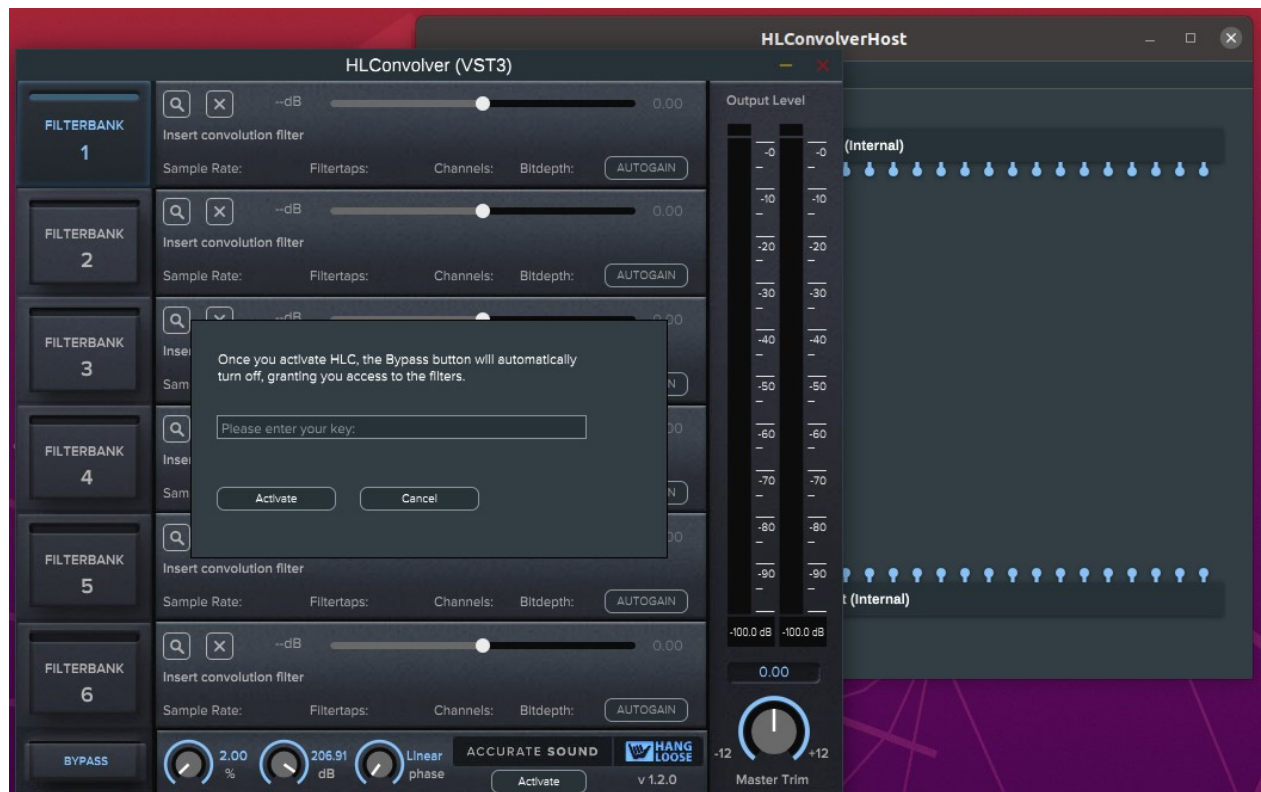 HLConvolverHost
HLConvolver (VST3)
FILTERBANK
1
--dB 0.00
Insert convolution filter
Sample Rate: Filtertaps: Channels: Bitdepth: AUTOGAIN
FILTERBANK
2
--dB 0.00
Insert convolution filter
Sample Rate: Filtertaps: Channels: Bitdepth: AUTOGAIN
FILTERBANK
3
Once you activate HLC, the Bypass button will automatically
turn off, granting you access to the filters.
Please enter your key:
Activate Cancel
FILTERBANK
4
FILTERBANK
5
Insert convolution filter
Sample Rate: Filtertaps: Channels: Bitdepth: AUTOGAIN
FILTERBANK
6
--dB 0.00
Insert convolution filter
Sample Rate: Filtertaps: Channels: Bitdepth: AUTOGAIN
BYPASS
2.00
%
206.91
dB
Linear
phase
ACCURATE SOUND
HANG
LOOSE
Activate
v 1.2.0
Output Level
-0 -0
-10 -10
-20 -20
-30 -30
-40 -40
-50 -50
-60 -60
-70 -70
-80 -80
-90 -90
-100.0 dB -100.0 dB
0.00
-12 +12
Master Trim
(Internal)
(Internal)